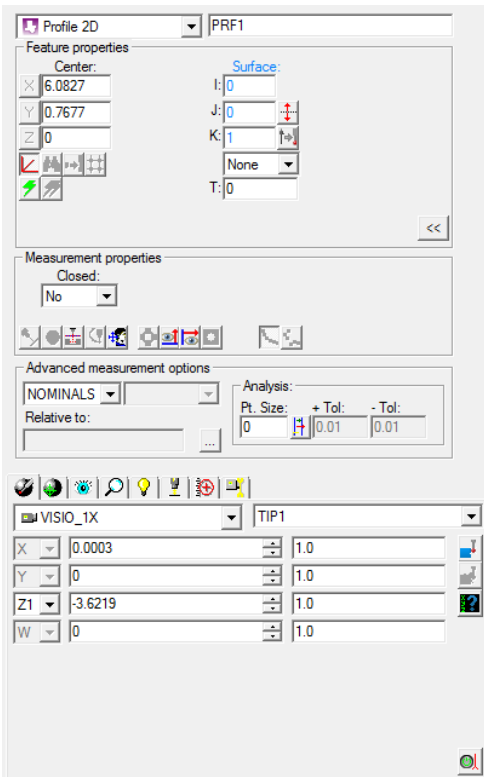 Profile 2D PRF1
Feature properties
Center: Surface:
X 6.0827 I: 0
Y 0.7677 J: 0
Z 0 K: 1
None
T: 0
<<
Measurement properties
Closed:
No
Advanced measurement options
NOMINALS Analysis:
Pt. Size: + Tol: - Tol:
Relative to: 0 0.01 0.01
...
VISIO_1X TIP1
X 0.0003 1.0
Y 0 1.0
Z1 -3.6219 1.0
W 0 1.0